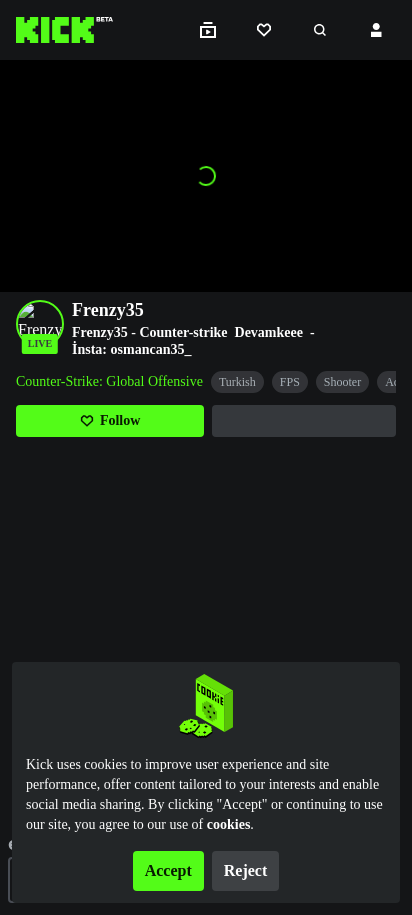 KICK BETA
Frenzy35
Frenzy
LIVE
Frenzy35 - Counter-strike Devamkeee -
İnsta: osmancan35_
Counter-Strike: Global Offensive Turkish FPS Shooter
Follow
COOKIE
Kick uses cookies to improve user experience and site
performance, offer content tailored to your interests and enable
social media sharing. By clicking "Accept" or continuing to use
our site, you agree to our use of cookies.
Accept Reject